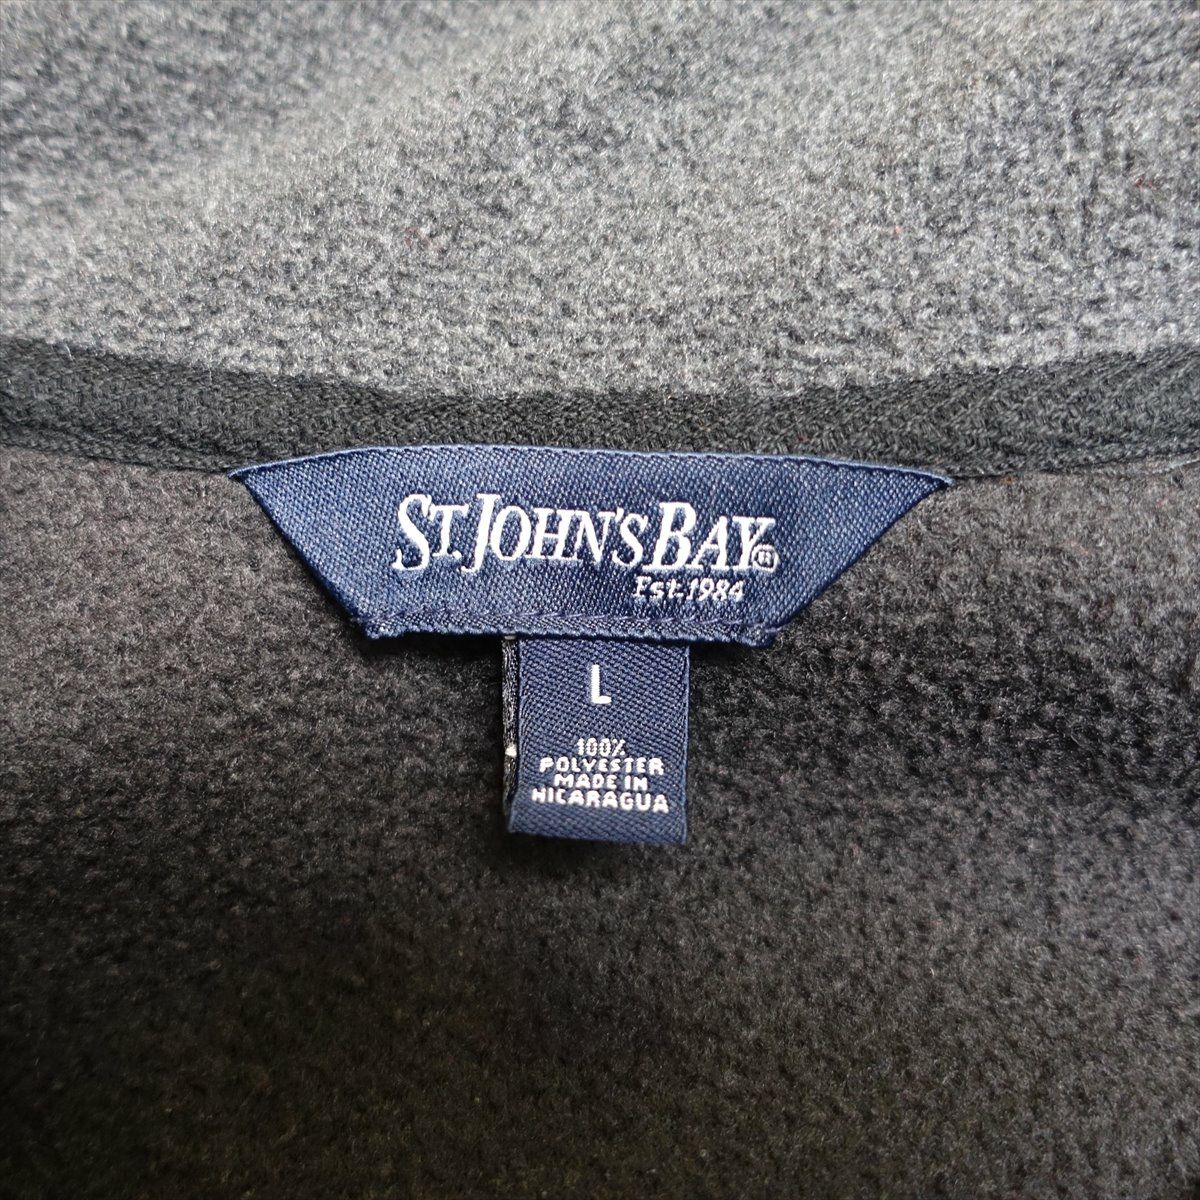 ST. JOHN'S BAY®
Est. 1984
L
100%
POLYESTER
MADE IN
NICARAGUA